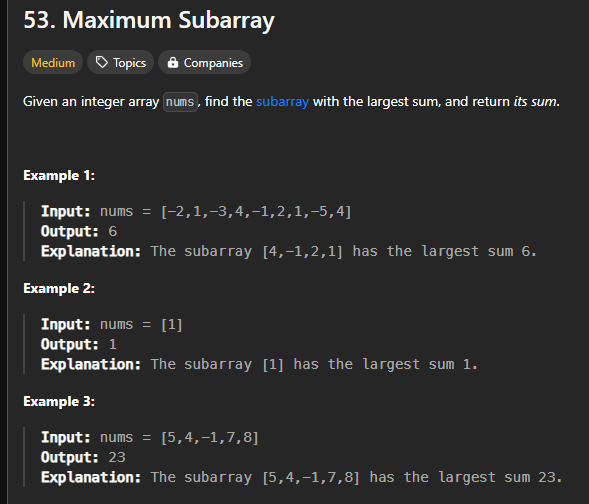 53. Maximum Subarray
Medium Topics Companies
Given an integer array nums, find the subarray with the largest sum, and return its sum.
Example 1:
Input: nums = [-2,1,-3,4,-1,2,1,-5,4]
Output: 6
Explanation: The subarray [4,-1,2,1] has the largest sum 6.
Example 2:
Input: nums = [1]
Output: 1
Explanation: The subarray [1] has the largest sum 1.
Example 3:
Input: nums = [5,4,-1,7,8]
Output: 23
Explanation: The subarray [5,4,-1,7,8] has the largest sum 23.